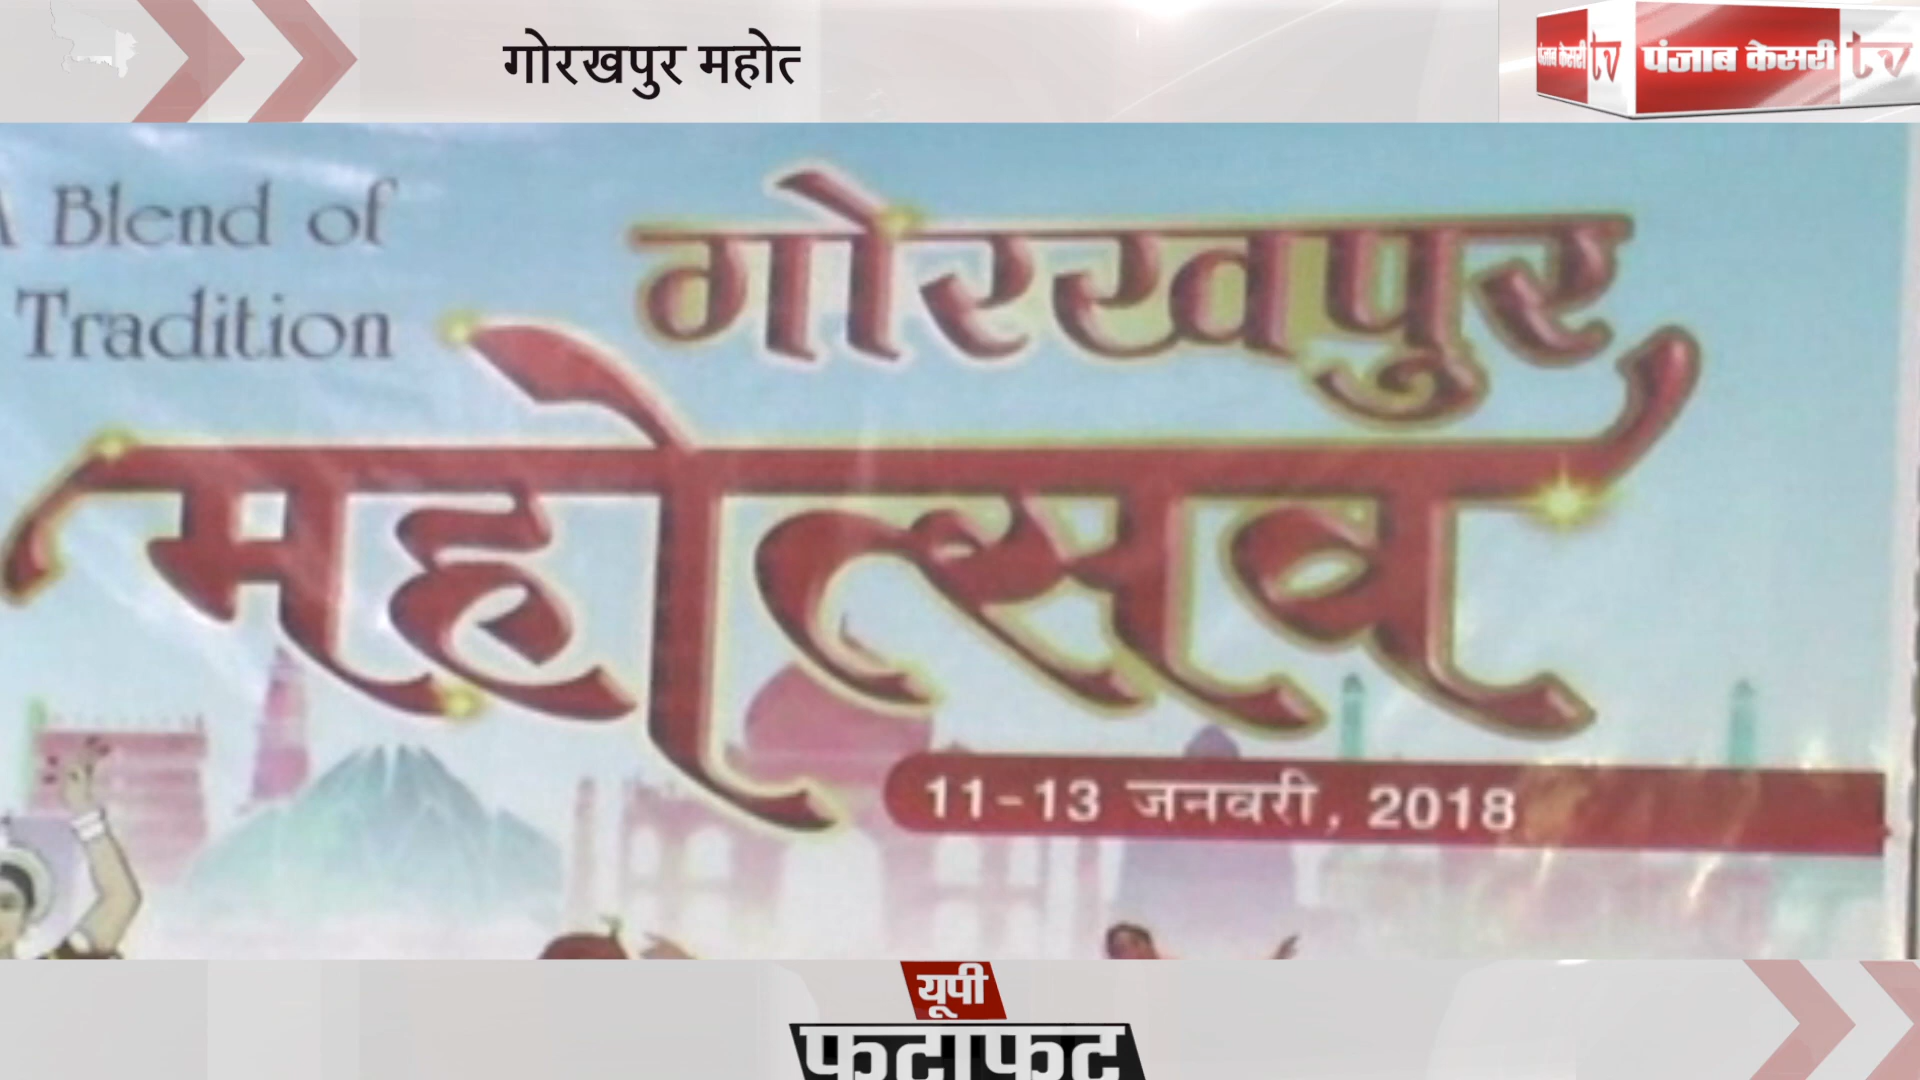 गोरखपुर महोत
पंजाब केसरी tv पंजाब केसरी tv
A Blend of
Tradition
गोरखपुर
महोत्सव
11-13 जनवरी, 2018
यूपी
फटाफट